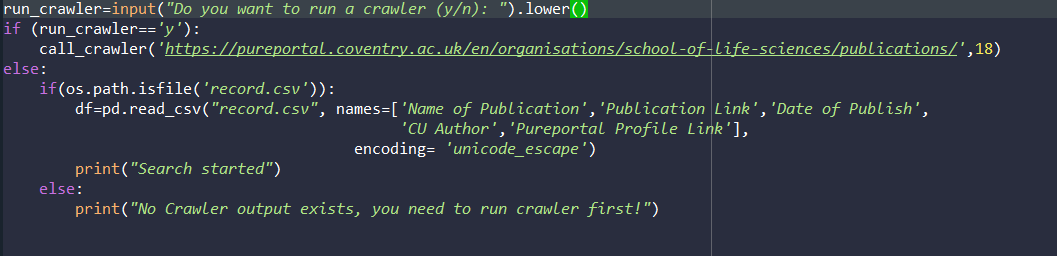 run_crawler=input("Do you want to run a crawler (y/n): ").lower()
if (run_crawler=='y'):
    call_crawler('https://pureportal.coventry.ac.uk/en/organisations/school-of-life-sciences/publications/',18)
else:
    if(os.path.isfile('record.csv')):
        df=pd.read_csv("record.csv", names=['Name of Publication','Publication Link','Date of Publish',
                                            'CU Author','Pureportal Profile Link'],
                                       encoding= 'unicode_escape')
        print("Search started")
    else:
        print("No Crawler output exists, you need to run crawler first!")